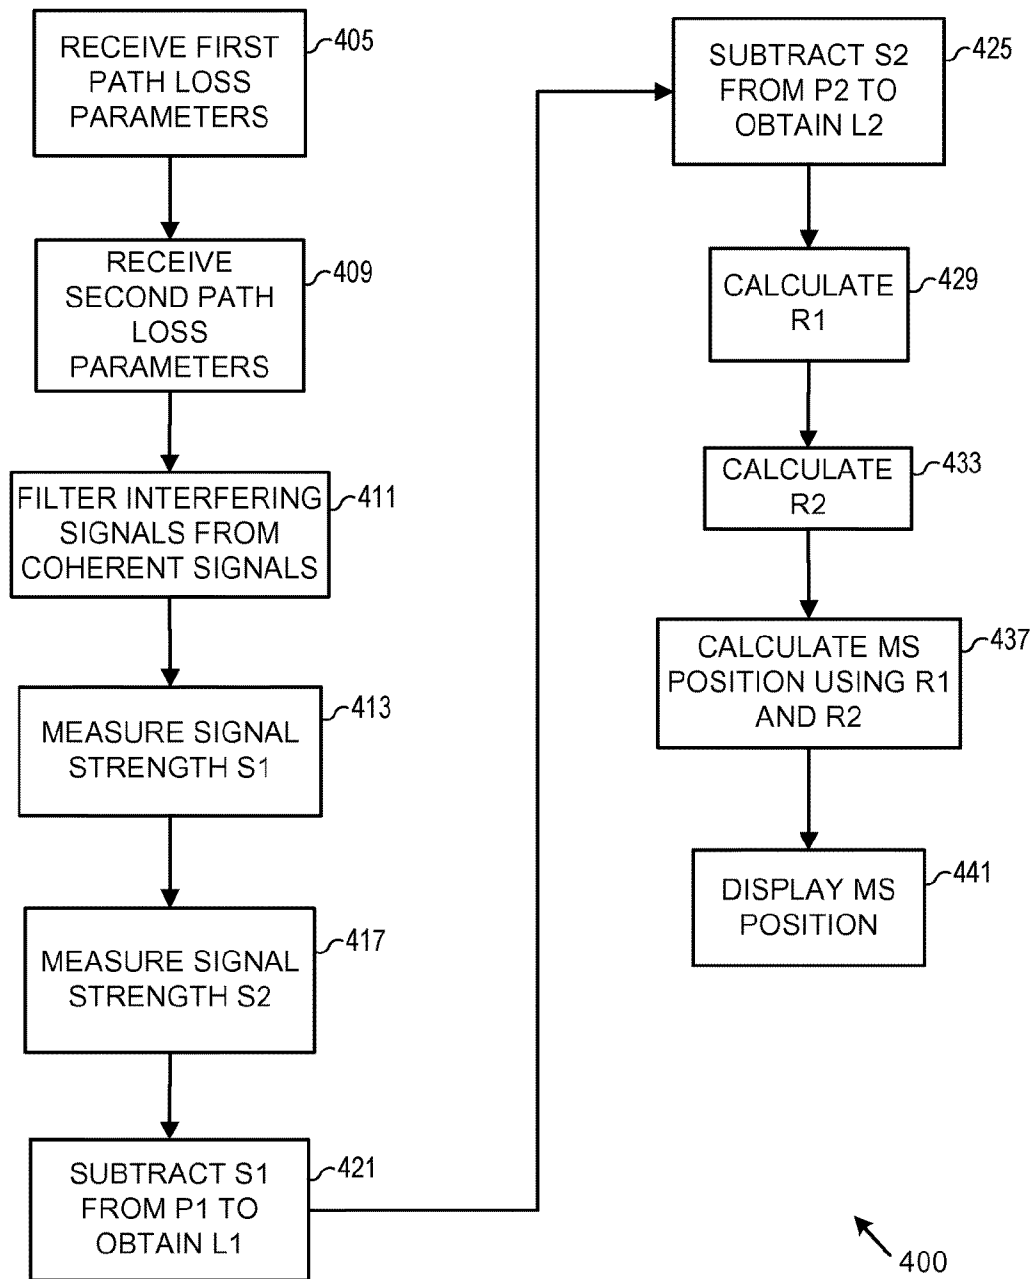 RECEIVE FIRST
PATH LOSS
PARAMETERS
405
RECEIVE
SECOND PATH
LOSS
PARAMETERS
409
FILTER INTERFERING
SIGNALS FROM
COHERENT SIGNALS
411
MEASURE SIGNAL
STRENGTH S1
413
MEASURE SIGNAL
STRENGTH S2
417
SUBTRACT S1
FROM P1 TO
OBTAIN L1
421
SUBTRACT S2
FROM P2 TO
OBTAIN L2
425
CALCULATE
R1
429
CALCULATE
R2
433
CALCULATE MS
POSITION USING R1
AND R2
437
DISPLAY MS
POSITION
441
400